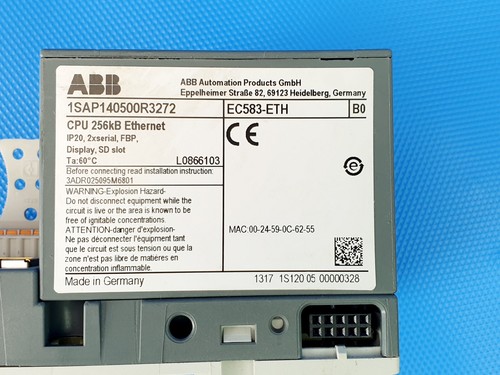 ABB
ABB Automation Products GmbH
Eppelheimer Straße 82, 69123 Heidelberg, Germany
1SAP140500R3272
EC583-ETH
B0
CPU 256kB Ethernet
IP20, 2xserial, FBP,
Display, SD slot
Ta:60°C
L0866103
CE
Before connecting read installation instruction:
3ADR025095M6801
WARNING-Explosion Hazard-
Do not disconnect equipment while the
circuit is live or the area is known to be
free of ignitable concentrations.
ATTENTION-danger d'explosion-
Ne pas déconnecter l'équipment tant
que le circuit est sous tension ou que la
zone n'est pas libre de matières en
concentration inflammable.
MAC:00-24-59-0C-62-55
Made in Germany
1317 1S120 05 00000328